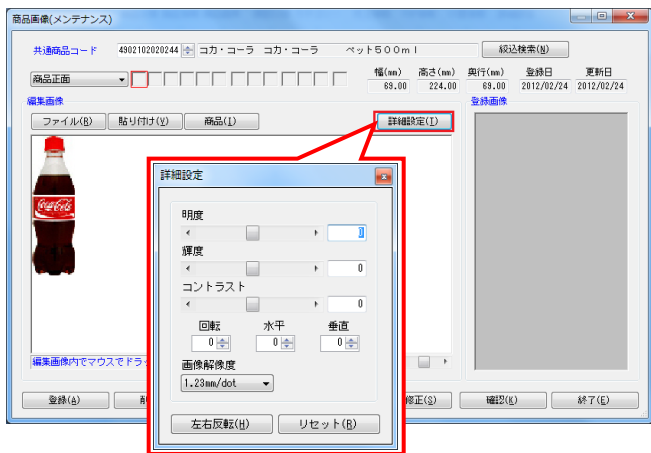 商品画像(メンテナンス)
共通商品コード 4902102020244 コカ・コーラ コカ・コーラ ペット500ml 絞込検索(N)
幅(mm) 高さ(mm) 奥行(mm) 登録日 更新日
商品正面 69.00 224.00 69.00 2012/02/24 2012/02/24
編集画像 登録画像
ファイル(R) 貼り付け(Y) 商品(I) 詳細設定(T)
詳細設定
Coca-Cola
明度
0
輝度
0
コントラスト
0
回転 水平 垂直
0 0 0
編集画像内でマウスでドラッ
画像解像度
1.23mm/dot
登録(A) 修正(S) 確認(K) 終了(E)
左右反転(H) リセット(R)